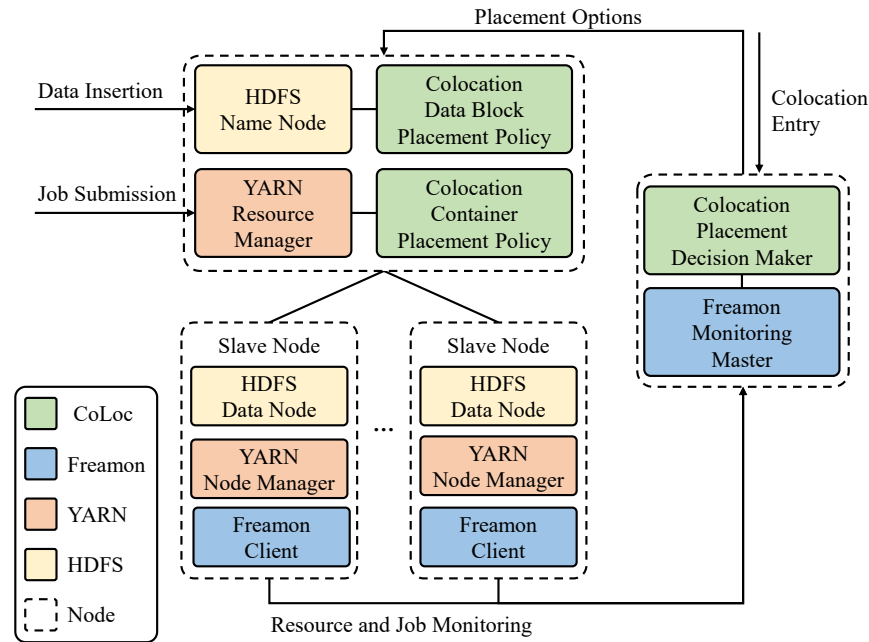 Placement Options
Data Insertion
HDFS
Name Node
Colocation
Data Block
Placement Policy
Colocation
Entry
Job Submission
YARN
Resource
Manager
Colocation
Container
Placement Policy
Colocation
Placement
Decision Maker
Freamon
Monitoring
Master
Slave Node
HDFS
Data Node
YARN
Node Manager
Freamon
Client
...
Slave Node
HDFS
Data Node
YARN
Node Manager
Freamon
Client
CoLoc
Freamon
YARN
HDFS
Node
Resource and Job Monitoring